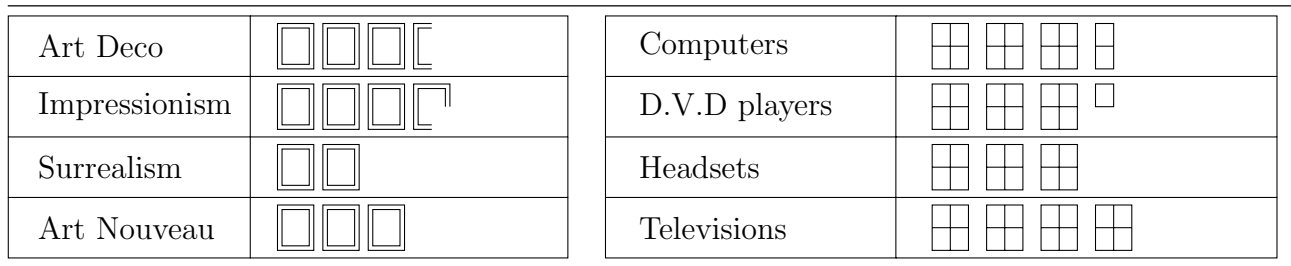 Art Deco
Impressionism
Surrealism
Art Nouveau
Computers
D.V.D players
Headsets
Televisions